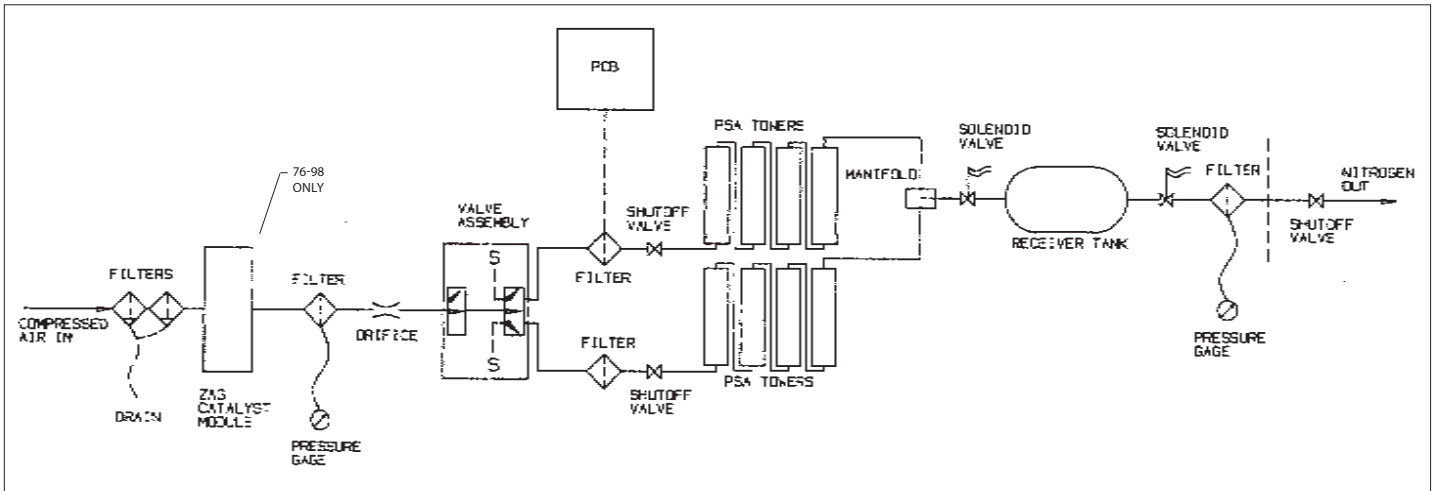 PCB
PSA TOWERS
SOLENOID
VALVE
SOLENOID
VALVE
FILTER
MANIFOLD
NITROGEN
OUT
76-98
ONLY
VALVE
ASSEMBLY
SHUTOFF
VALVE
RECEIVER TANK
SHUTOFF
VALVE
FILTERS
FILTER
S
FILTER
COMPRESSED
AIR IN
ORIFICE
FILTER
S
PRESSURE
GAGE
PSA TOWERS
SHUTOFF
VALVE
ZAG
CATALYST
MODULE
DRAIN
PRESSURE
GAGE